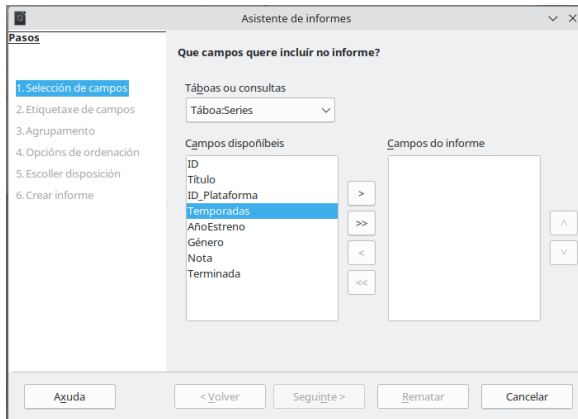 Asistente de informes
Pasos
1. Selección de campos
2. Etiquetaxe de campos
3. Agrupamento
4. Opcións de ordenación
5. Escoller disposición
6. Crear informe
Que campos quere incluír no informe?
Táboas ou consultas
Táboa:Series
Campos dispoñíbeis
ID
Título
ID_Plataforma
Temporadas
AñoEstreno
Género
Nota
Terminada
>
>>
<
<<
Campos do informe
Axuda
< Volver
Seguinte >
Rematar
Cancelar